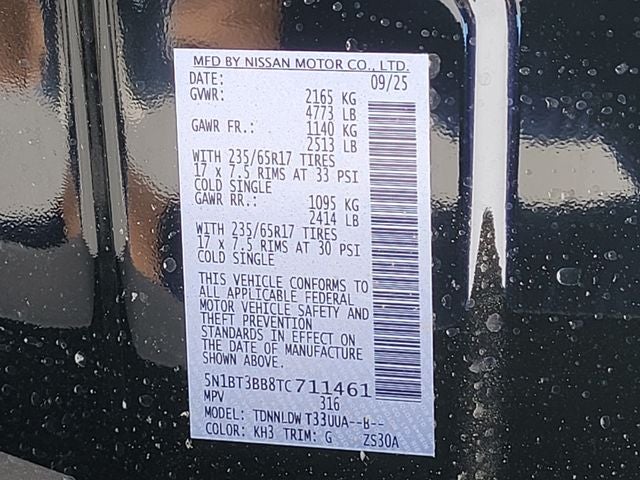 MFD BY NISSAN MOTOR CO., LTD.
DATE: 09/25
GVWR: 2165 KG
4773 LB
GAWR FR.: 1140 KG
2513 LB
WITH 235/65R17 TIRES
17 x 7.5 RIMS AT 33 PSI
COLD SINGLE
GAWR RR.: 1095 KG
2414 LB
WITH 235/65R17 TIRES
17 x 7.5 RIMS AT 30 PSI
COLD SINGLE
THIS VEHICLE CONFORMS TO
ALL APPLICABLE FEDERAL
MOTOR VEHICLE SAFETY AND
THEFT PREVENTION
STANDARDS IN EFFECT ON
THE DATE OF MANUFACTURE
SHOWN ABOVE.
5N1BT3BB8TC711461
MPV 316
MODEL: TDNNLDW T33UUA--B--
COLOR: KH3 TRIM: G ZS30A